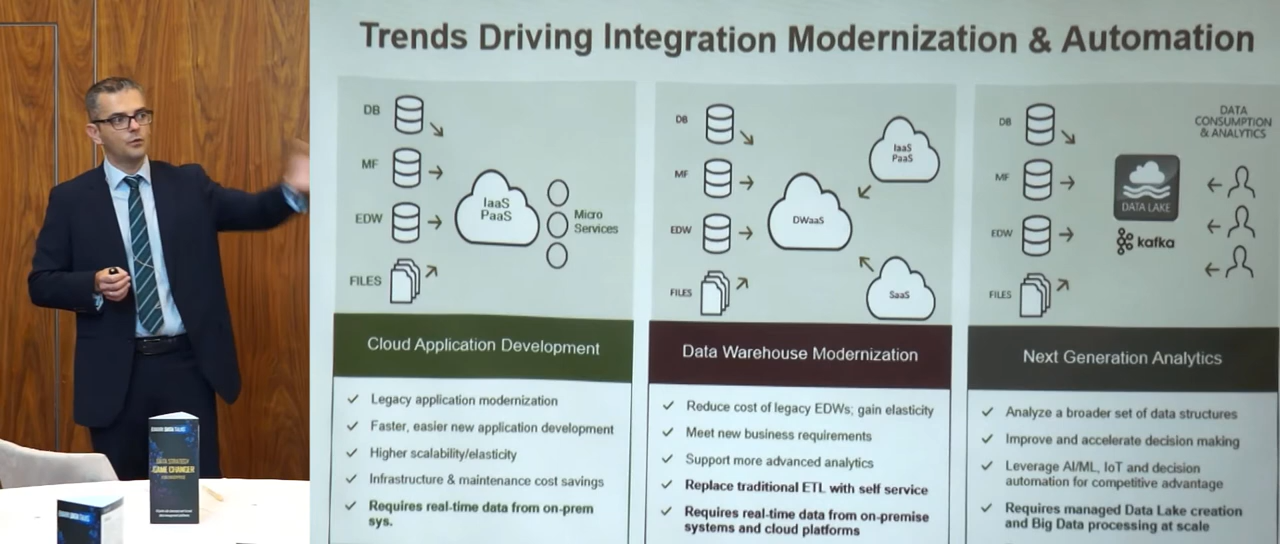 Trends Driving Integration Modernization & Automation
DB
MF
EDW
FILES
IaaS
PaaS
Micro
Services
Cloud Application Development
✓ Legacy application modernization
✓ Faster, easier new application development
✓ Higher scalability/elasticity
✓ Infrastructure & maintenance cost savings
✓ Requires real-time data from on-prem
sys.
DB
MF
EDW
FILES
DWaaS
IaaS
PaaS
SaaS
Data Warehouse Modernization
✓ Reduce cost of legacy EDWs; gain elasticity
✓ Meet new business requirements
✓ Support more advanced analytics
✓ Replace traditional ETL with self service
✓ Requires real-time data from on-premise
systems and cloud platforms
DB
MF
EDW
FILES
DATA LAKE
kafka
DATA
CONSUMPTION
& ANALYTICS
Next Generation Analytics
✓ Analyze a broader set of data structures
✓ Improve and accelerate decision making
✓ Leverage AI/ML, IoT and decision
automation for competitive advantage
✓ Requires managed Data Lake creation
and Big Data processing at scale
DATA STRATEGY
GAME CHANGER